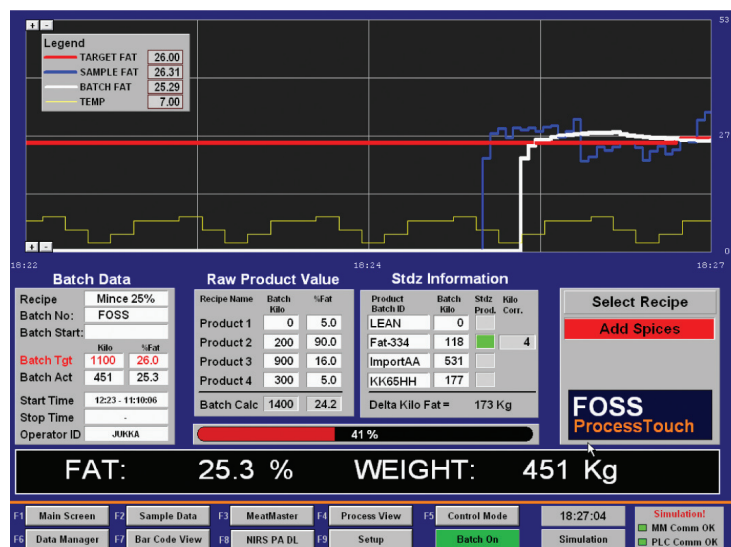 + -
53
Legend
TARGET FAT 26.00
SAMPLE FAT 26.31
BATCH FAT 25.29
TEMP 7.00
27
+ -
0
18:22 18:24 18:27
Batch Data
Recipe Mince 25%
Batch No: FOSS
Batch Start:
Kilo %Fat
Batch Tgt 1100 26.0
Batch Act 451 25.3
Start Time 12:23 - 11:10:06
Stop Time -
Operator ID JUKKA
Raw Product Value
Recipe Name Batch Kilo %Fat
Product 1 0 5.0
Product 2 200 90.0
Product 3 900 16.0
Product 4 300 5.0
Batch Calc 1400 24.2
Stdz Information
Product Batch ID Batch Kilo Stdz Prod. Kilo Corr.
LEAN 0
Fat-334 118 4
ImportAA 531
KK65HH 177
Delta Kilo Fat = 173 Kg
41 %
Select Recipe
Add Spices
FOSS
ProcessTouch
FAT: 25.3 % WEIGHT: 451 Kg
F1 Main Screen F2 Sample Data F3 MeatMaster F4 Process View F5 Control Mode 18:27:04 Simulation!
MM Comm OK
F6 Data Manager F7 Bar Code View F8 NIRS PA DL F9 Setup Batch On Simulation PLC Comm OK